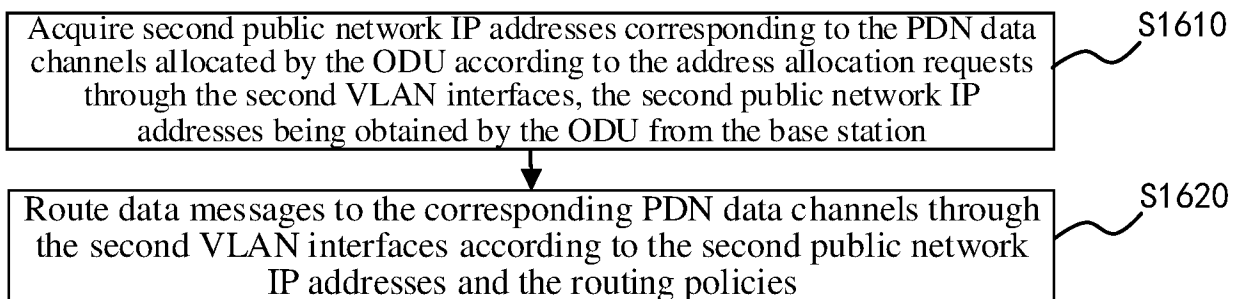 Acquire second public network IP addresses corresponding to the PDN data
channels allocated by the ODU according to the address allocation requests
through the second VLAN interfaces, the second public network IP
addresses being obtained by the ODU from the base station
S1610
Route data messages to the corresponding PDN data channels through
the second VLAN interfaces according to the second public network
IP addresses and the routing policies
S1620